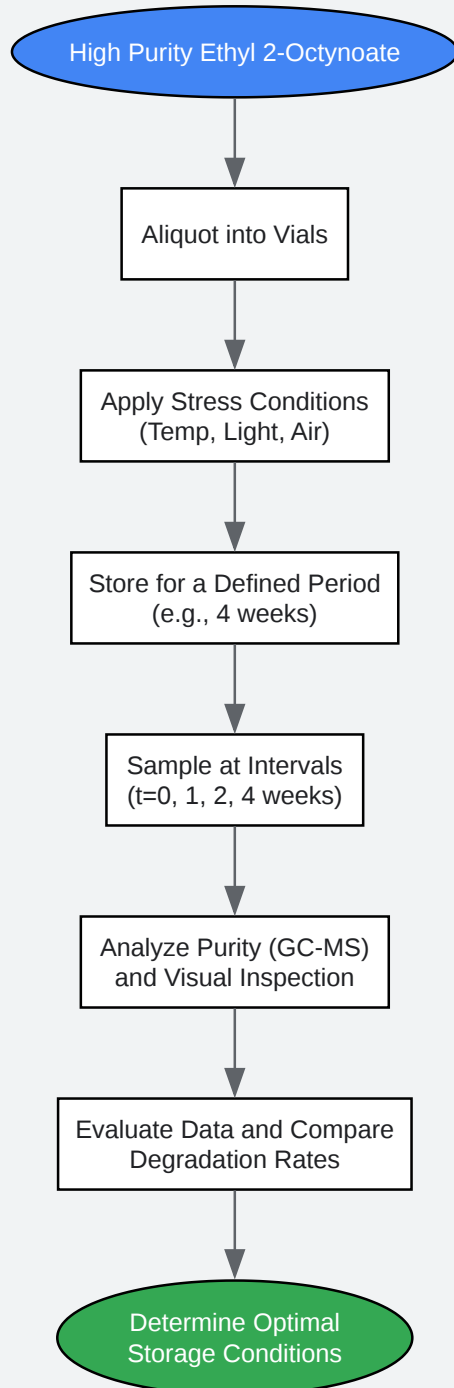 High Purity Ethyl 2-Octynoate
Aliquot into Vials
Apply Stress Conditions
(Temp, Light, Air)
Store for a Defined Period
(e.g., 4 weeks)
Sample at Intervals
(t=0, 1, 2, 4 weeks)
Analyze Purity (GC-MS)
and Visual Inspection
Evaluate Data and Compare
Degradation Rates
Determine Optimal
Storage Conditions